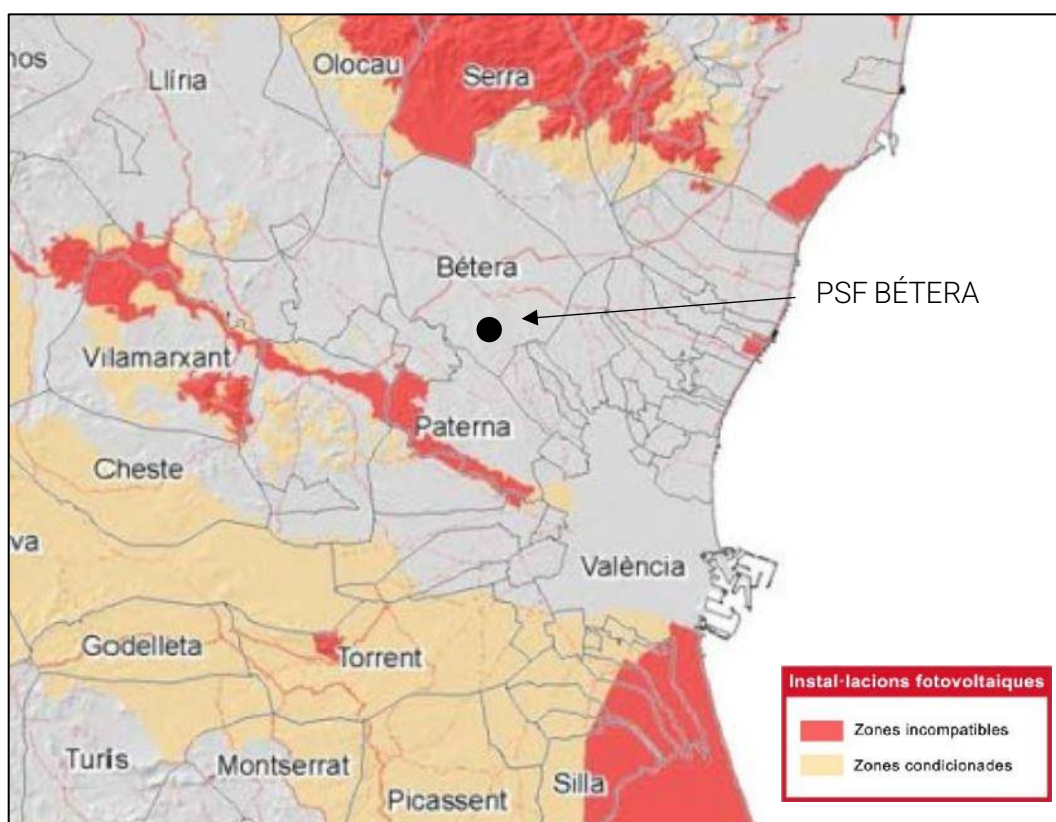 nos
Llíria
Olocau
Serra
Bétera
PSF BÉTERA
Vilamarxant
Paterna
Cheste
va
València
Godelleta
Torrent
Instal·lacions fotovoltaiques
Zones incompatibles
Zones condicionades
Turís
Montserrat
Silla
Picassent